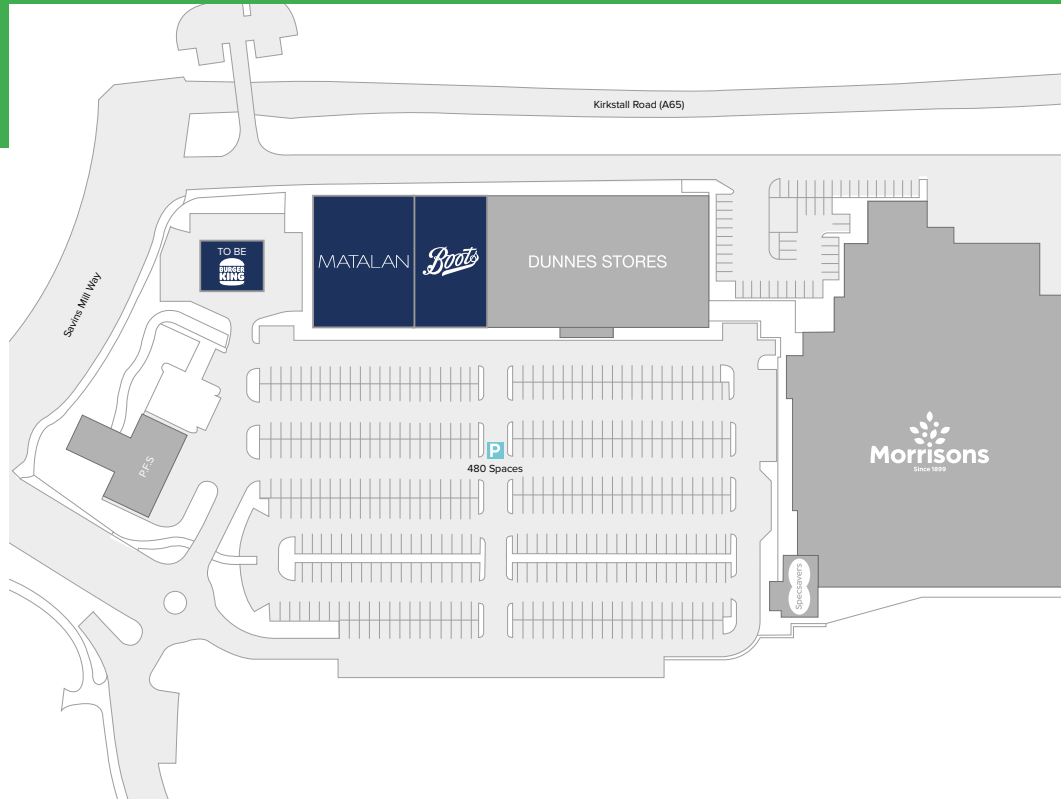 Kirkstall Road (A65)
Savins Mill Way
TO BE
BURGER
KING
MATALAN
Boots
DUNNES STORES
P.F.S
P
480 Spaces
Morrisons
Since 1899
Specsavers